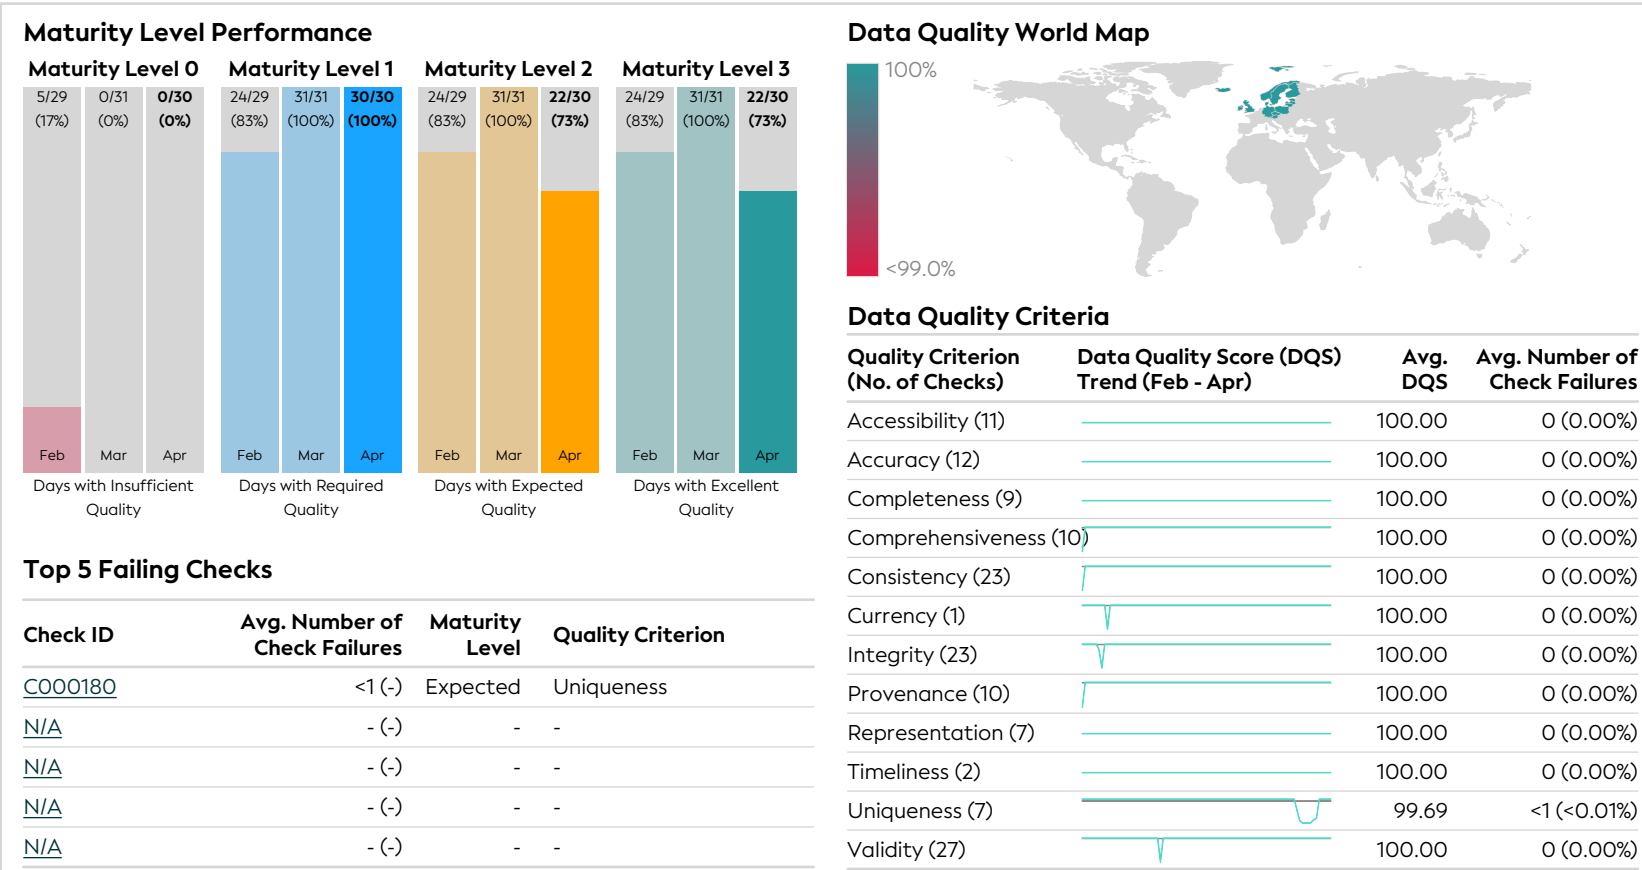 Maturity Level Performance
Maturity Level 0
Maturity Level 1
Maturity Level 2
Maturity Level 3
5/29 0/31 0/30
(17%) (0%) (0%)
24/29 31/31 30/30
(83%) (100%) (100%)
24/29 31/31 22/30
(83%) (100%) (73%)
24/29 31/31 22/30
(83%) (100%) (73%)
Feb Mar Apr
Feb Mar Apr
Feb Mar Apr
Feb Mar Apr
Days with Insufficient
Quality
Days with Required
Quality
Days with Expected
Quality
Days with Excellent
Quality
Top 5 Failing Checks
Check ID Avg. Number of Check Failures Maturity Level Quality Criterion
C000180 <1 (-) Expected Uniqueness
N/A - (-) - -
N/A - (-) - -
N/A - (-) - -
N/A - (-) - -
Data Quality World Map
100%
<99.0%
Data Quality Criteria
Quality Criterion (No. of Checks) Data Quality Score (DQS) Trend (Feb - Apr) Avg. DQS Avg. Number of Check Failures
Accessibility (11) 100.00 0 (0.00%)
Accuracy (12) 100.00 0 (0.00%)
Completeness (9) 100.00 0 (0.00%)
Comprehensiveness (10) 100.00 0 (0.00%)
Consistency (23) 100.00 0 (0.00%)
Currency (1) 100.00 0 (0.00%)
Integrity (23) 100.00 0 (0.00%)
Provenance (10) 100.00 0 (0.00%)
Representation (7) 100.00 0 (0.00%)
Timeliness (2) 100.00 0 (0.00%)
Uniqueness (7) 99.69 <1 (<0.01%)
Validity (27) 100.00 0 (0.00%)